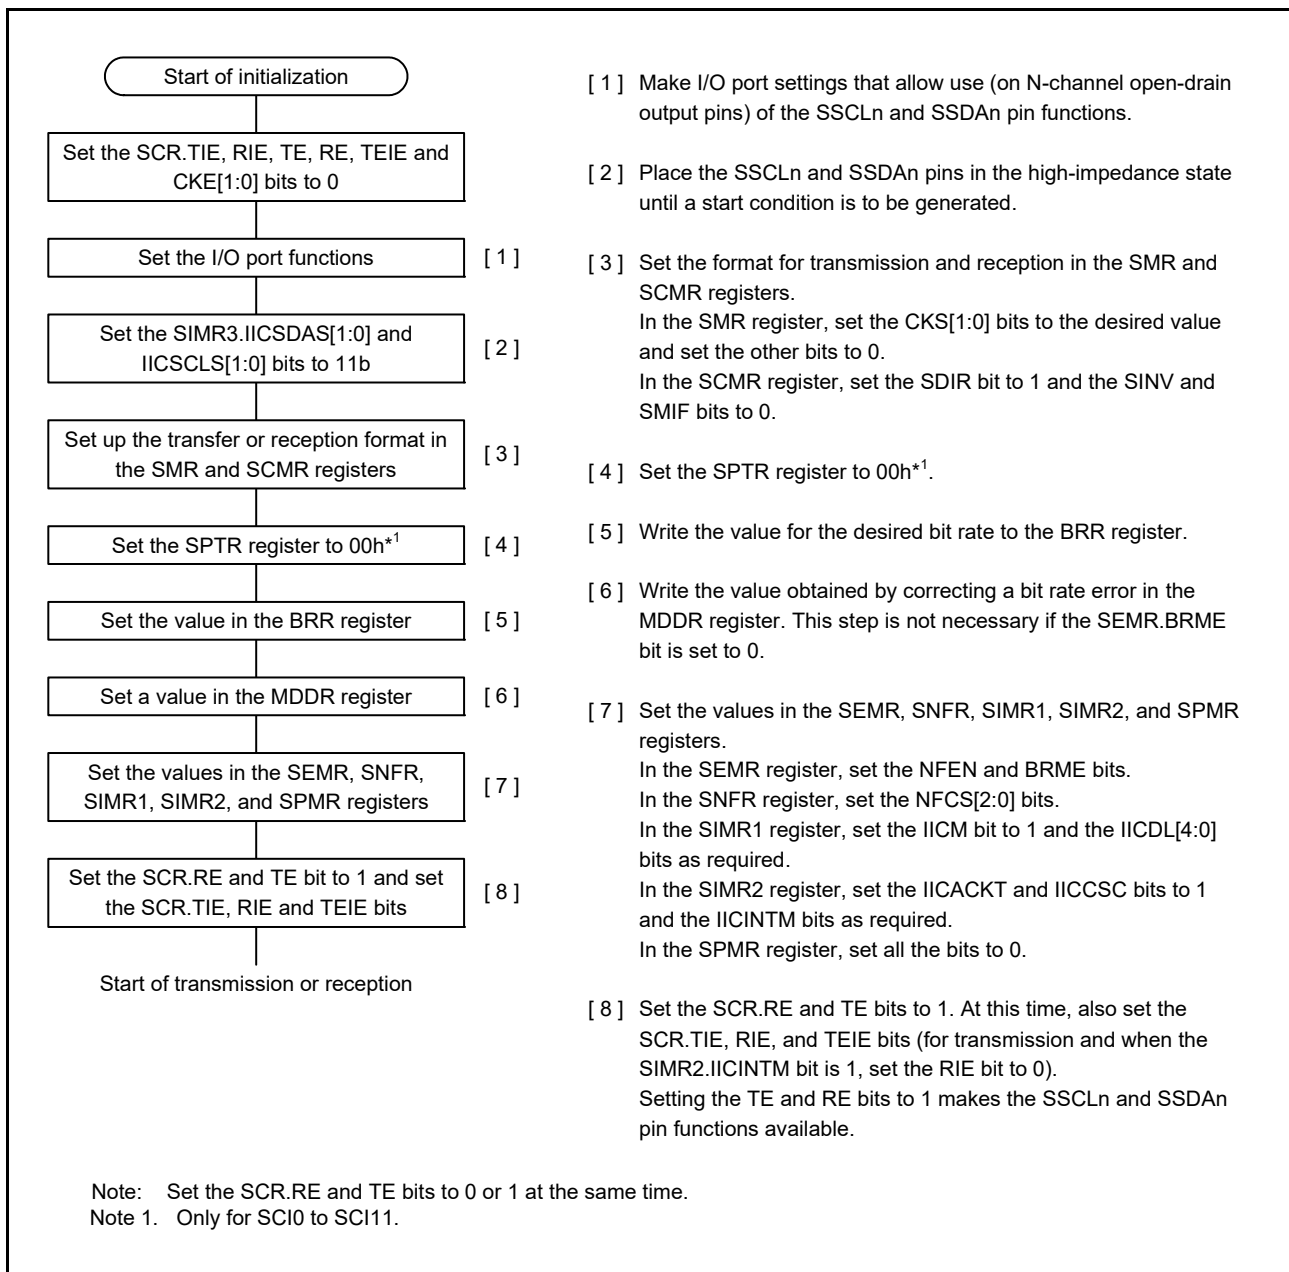 Start of initialization
Set the SCR.TIE, RIE, TE, RE, TEIE and
CKE[1:0] bits to 0
Set the I/O port functions
[ 1 ]
Set the SIMR3.IICSDAS[1:0] and
IICSCLS[1:0] bits to 11b
[ 2 ]
Set up the transfer or reception format in
the SMR and SCMR registers
[ 3 ]
Set the SPTR register to 00h*1
[ 4 ]
Set the value in the BRR register
[ 5 ]
Set a value in the MDDR register
[ 6 ]
Set the values in the SEMR, SNFR,
SIMR1, SIMR2, and SPMR registers
[ 7 ]
Set the SCR.RE and TE bit to 1 and set
the SCR.TIE, RIE and TEIE bits
[ 8 ]
Start of transmission or reception
[ 1 ] Make I/O port settings that allow use (on N-channel open-drain
output pins) of the SSCLn and SSDAn pin functions.
[ 2 ] Place the SSCLn and SSDAn pins in the high-impedance state
until a start condition is to be generated.
[ 3 ] Set the format for transmission and reception in the SMR and
SCMR registers.
In the SMR register, set the CKS[1:0] bits to the desired value
and set the other bits to 0.
In the SCMR register, set the SDIR bit to 1 and the SINV and
SMIF bits to 0.
[ 4 ] Set the SPTR register to 00h*1.
[ 5 ] Write the value for the desired bit rate to the BRR register.
[ 6 ] Write the value obtained by correcting a bit rate error in the
MDDR register. This step is not necessary if the SEMR.BRME
bit is set to 0.
[ 7 ] Set the values in the SEMR, SNFR, SIMR1, SIMR2, and SPMR
registers.
In the SEMR register, set the NFEN and BRME bits.
In the SNFR register, set the NFCS[2:0] bits.
In the SIMR1 register, set the IICM bit to 1 and the IICDL[4:0]
bits as required.
In the SIMR2 register, set the IICACKT and IICCSC bits to 1
and the IICINTM bits as required.
In the SPMR register, set all the bits to 0.
[ 8 ] Set the SCR.RE and TE bits to 1. At this time, also set the
SCR.TIE, RIE, and TEIE bits (for transmission and when the
SIMR2.IICINTM bit is 1, set the RIE bit to 0).
Setting the TE and RE bits to 1 makes the SSCLn and SSDAn
pin functions available.
Note: Set the SCR.RE and TE bits to 0 or 1 at the same time.
Note 1. Only for SCI0 to SCI11.